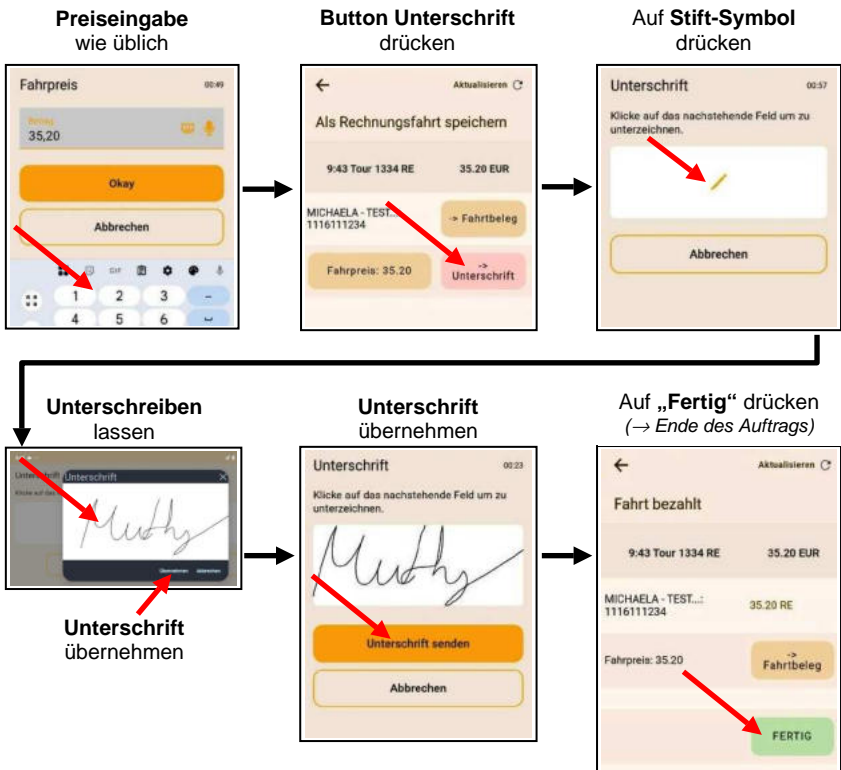 Preiseingabe
wie üblich
Fahrpreis 00:49
Betrag
35,20
Okay
Abbrechen
GIF
1 2 3 -
4 5 6
Button Unterschrift
drücken
Aktualisieren
Als Rechnungsfahrt speichern
9:43 Tour 1334 RE 35.20 EUR
MICHAELA - TEST...:
1116111234
-> Fahrtbeleg
Fahrpreis: 35.20
->
Unterschrift
Auf Stift-Symbol
drücken
Unterschrift 00:57
Klicke auf das nachstehende Feld um zu
unterzeichnen.
Abbrechen
Unterschreiben
lassen
Unterschrift
Unterschrift
Klicke auf das
Übernehmen Abbrechen
Unterschrift
übernehmen
Unterschrift
übernehmen
Unterschrift 00:23
Klicke auf das nachstehende Feld um zu
unterzeichnen.
Unterschrift senden
Abbrechen
Auf „Fertig“ drücken
(→ Ende des Auftrags)
Aktualisieren
Fahrt bezahlt
9:43 Tour 1334 RE 35.20 EUR
MICHAELA - TEST...:
1116111234
35.20 RE
Fahrpreis: 35.20
->
Fahrtbeleg
FERTIG